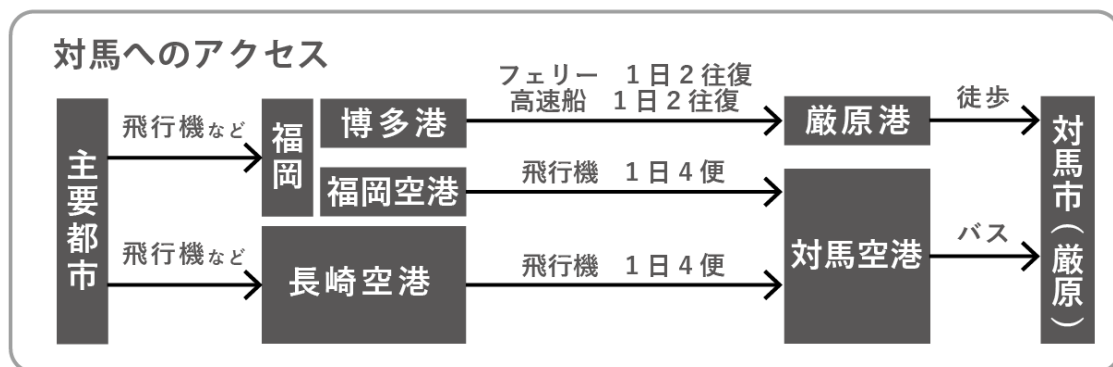 対馬へのアクセス
主要都市
飛行機など
福岡
博多港
フェリー 1日2往復
高速船 1日2往復
厳原港
徒歩
対馬市(厳原)
福岡空港
飛行機 1日4便
対馬空港
バス
飛行機など
長崎空港
飛行機 1日4便